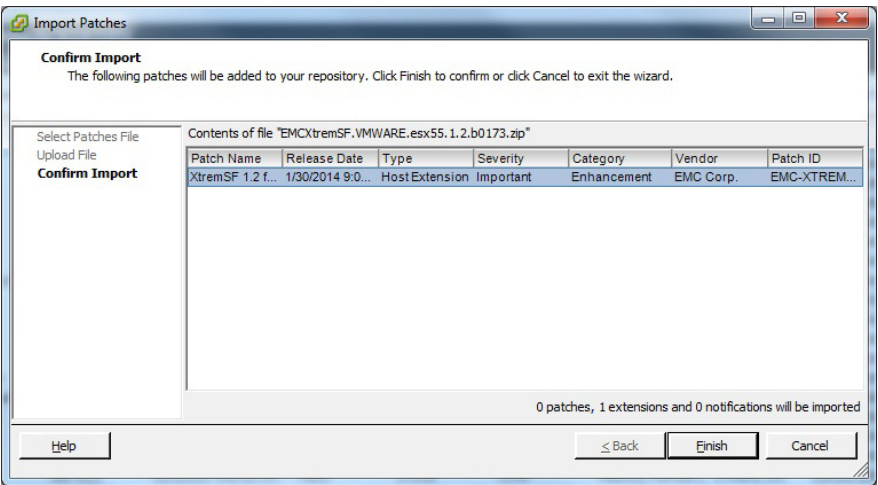 Import Patches
Confirm Import
The following patches will be added to your repository. Click Finish to confirm or click Cancel to exit the wizard.
Select Patches File
Upload File
Confirm Import
Contents of file "EMCXtremSF.VMWARE.esx55.1.2.b0173.zip"
Patch Name Release Date Type Severity Category Vendor Patch ID
XtremSF 1.2 f... 1/30/2014 9:0... Host Extension Important Enhancement EMC Corp. EMC-XTREM...
0 patches, 1 extensions and 0 notifications will be imported
Help < Back Finish Cancel